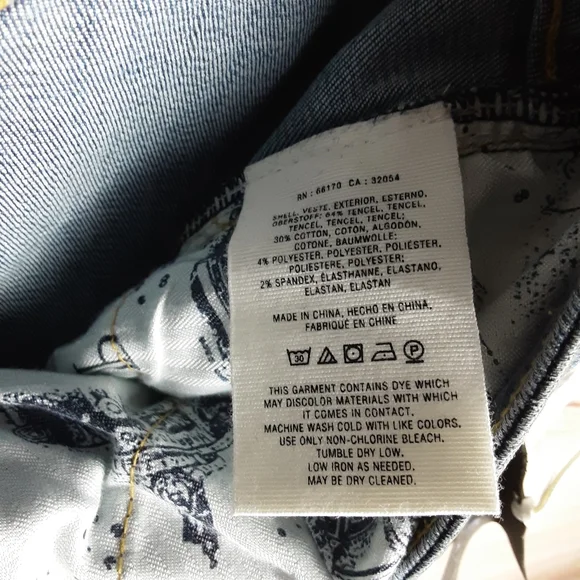 RN : 66170 CA : 32054
SHELL, VESTE, EXTERIOR, ESTERNO,
OBERSTOFF: 64% TENCEL, TENCEL,
TENCEL, TENCEL, TENCEL;
30% COTTON, COTON, ALGODÓN,
COTONE, BAUMWOLLE;
4% POLYESTER, POLYESTER, POLIÉSTER,
POLIESTERE, POLYESTER;
2% SPANDEX, ÉLASTHANNE, ELASTANO,
ELASTAN, ELASTAN
MADE IN CHINA, HECHO EN CHINA,
FABRIQUÉ EN CHINE
30 P
THIS GARMENT CONTAINS DYE WHICH
MAY DISCOLOR MATERIALS WITH WHICH
IT COMES IN CONTACT.
MACHINE WASH COLD WITH LIKE COLORS.
USE ONLY NON-CHLORINE BLEACH.
TUMBLE DRY LOW.
LOW IRON AS NEEDED.
MAY BE DRY CLEANED.